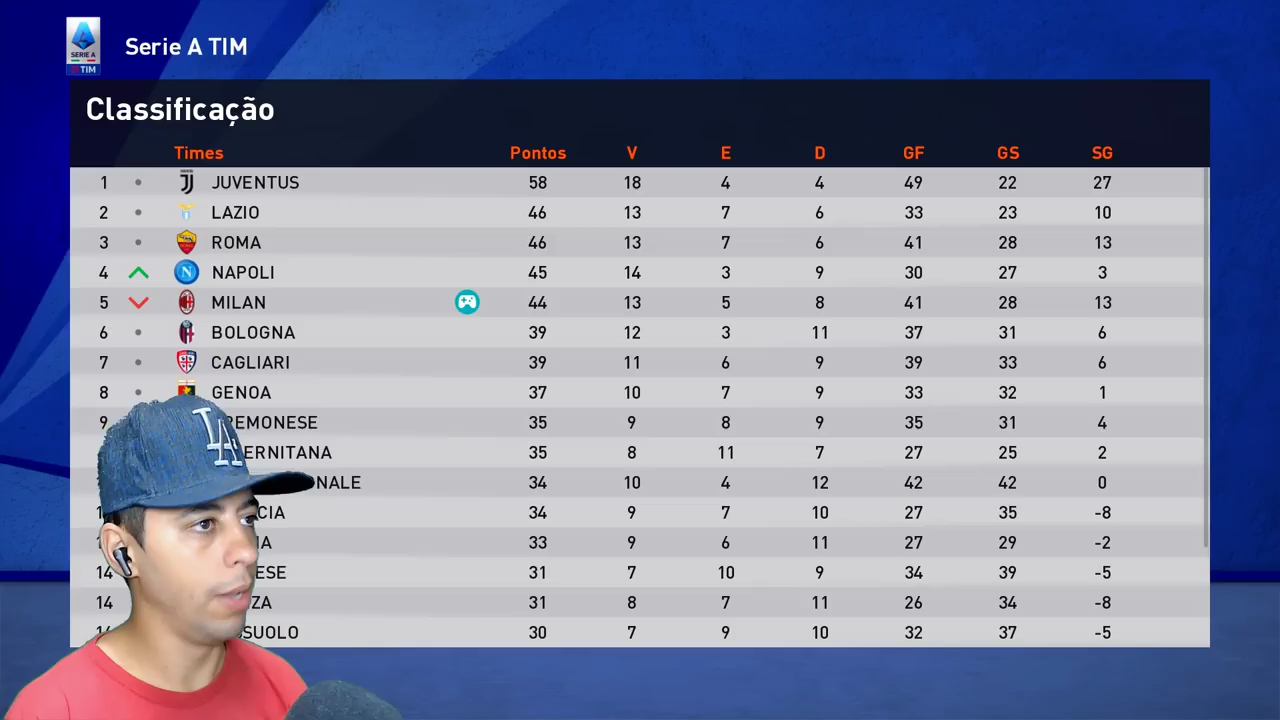 SERIE A
TIM
Serie A TIM
Classificação
Times Pontos V E D GF GS SG
1 JUVENTUS 58 18 4 4 49 22 27
2 LAZIO 46 13 7 6 33 23 10
3 ROMA 46 13 7 6 41 28 13
4 N NAPOLI 45 14 3 9 30 27 3
5 MILAN 44 13 5 8 41 28 13
6 BOLOGNA 39 12 3 11 37 31 6
7 CAGLIARI 39 11 6 9 39 33 6
8 GENOA 37 10 7 9 33 32 1
9 EMONESE 35 9 8 9 35 31 4
ERNITANA 35 8 11 7 27 25 2
NALE 34 10 4 12 42 42 0
CIA 34 9 7 10 27 35 -8
33 9 6 11 27 29 -2
14 ESE 31 7 10 9 34 39 -5
14 ZA 31 8 7 11 26 34 -8
SUOLO 30 7 9 10 32 37 -5
LA